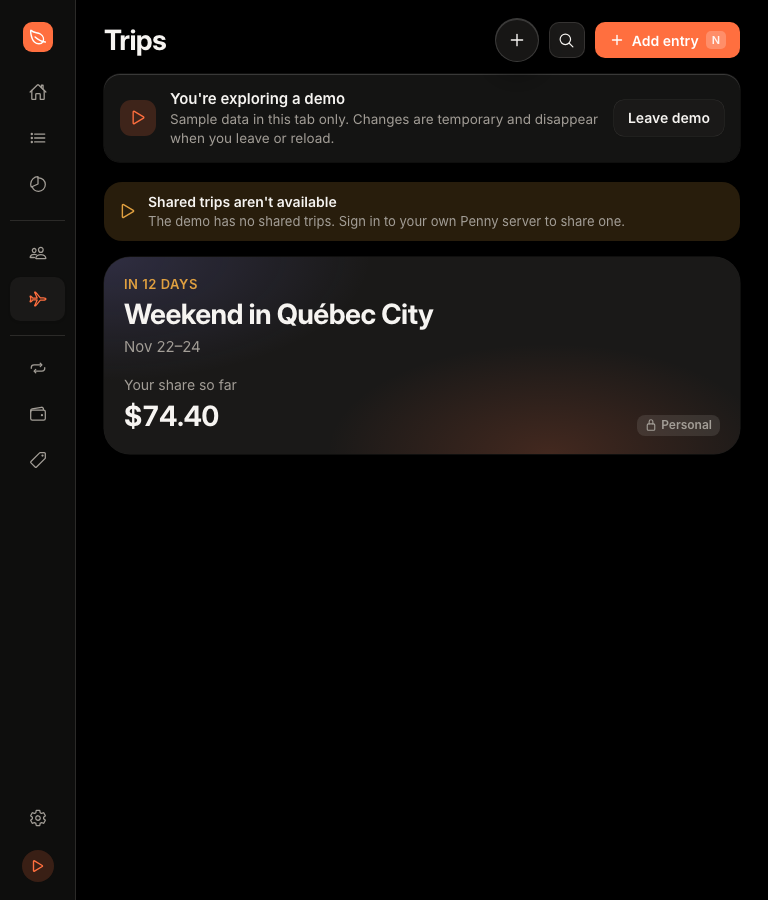 Trips
Add entry N
You're exploring a demo
Sample data in this tab only. Changes are temporary and disappear
when you leave or reload.
Leave demo
Shared trips aren't available
The demo has no shared trips. Sign in to your own Penny server to share one.
IN 12 DAYS
Weekend in Québec City
Nov 22–24
Your share so far
$74.40
Personal